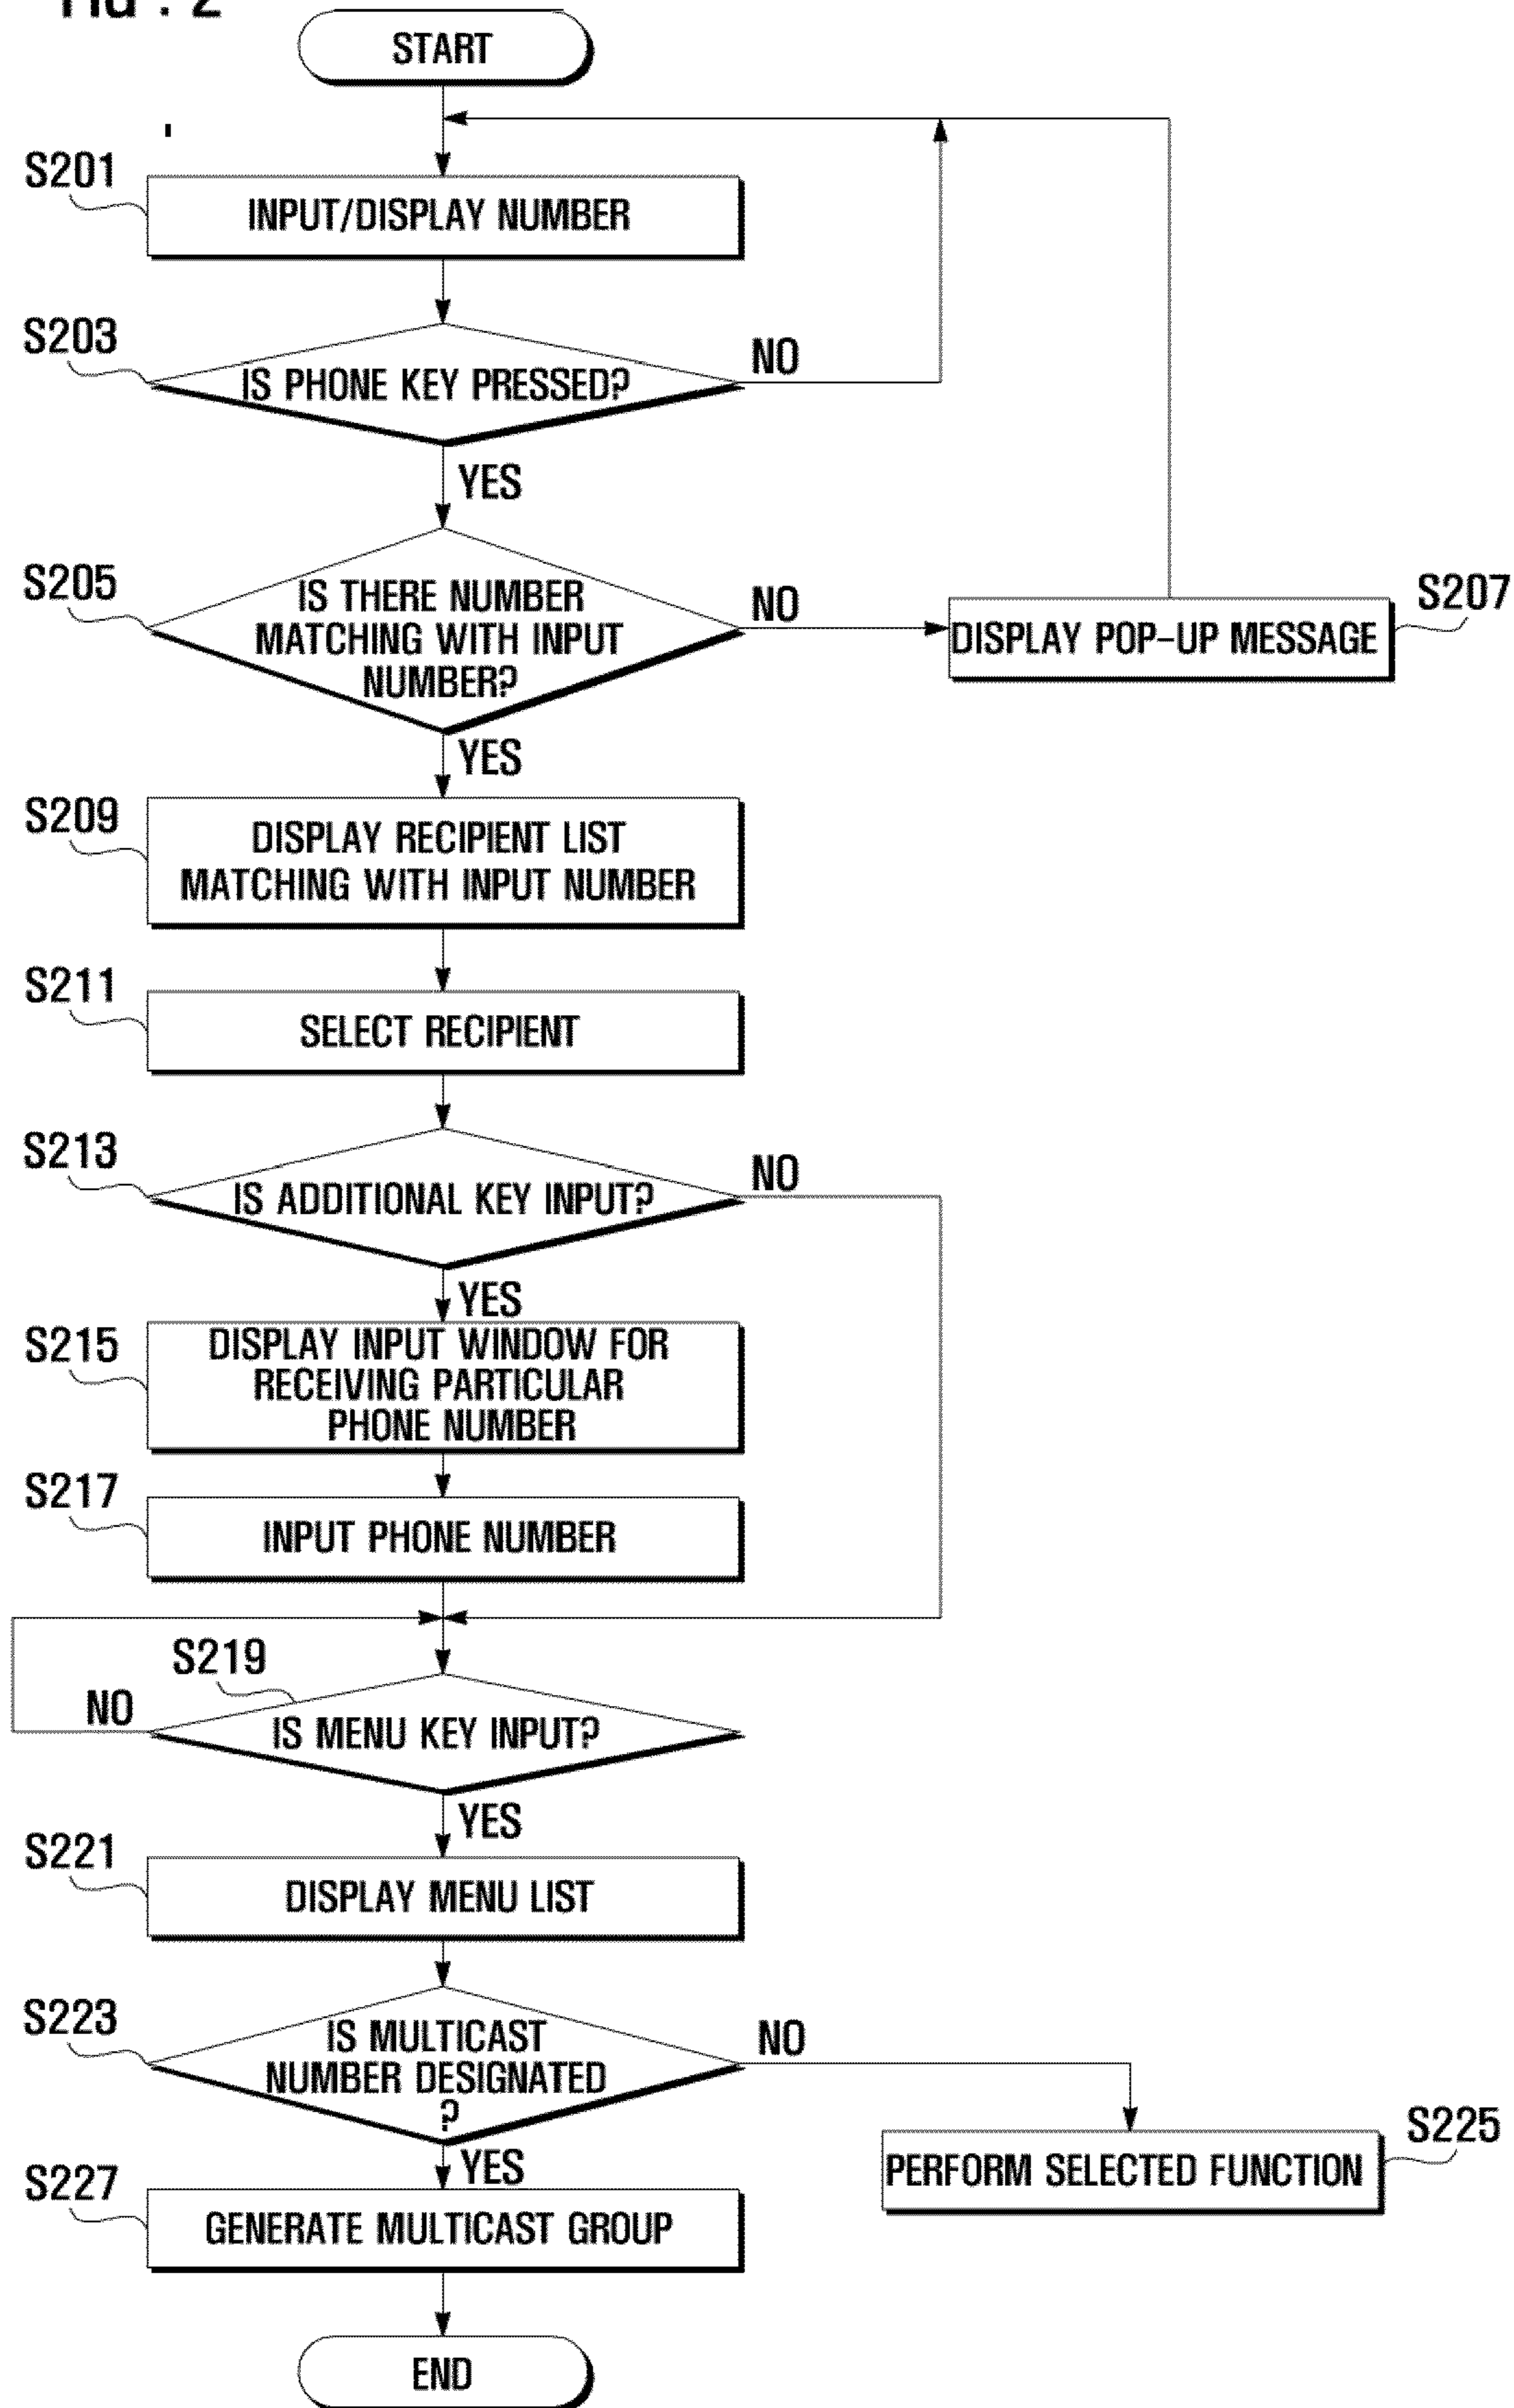 FIG . 2
START
S201
INPUT/DISPLAY NUMBER
S203
IS PHONE KEY PRESSED?
NO
YES
S205
IS THERE NUMBER
MATCHING WITH INPUT
NUMBER?
NO
S207
DISPLAY POP-UP MESSAGE
YES
S209
DISPLAY RECIPIENT LIST
MATCHING WITH INPUT NUMBER
S211
SELECT RECIPIENT
S213
IS ADDITIONAL KEY INPUT?
NO
YES
S215
DISPLAY INPUT WINDOW FOR
RECEIVING PARTICULAR
PHONE NUMBER
S217
INPUT PHONE NUMBER
S219
NO
IS MENU KEY INPUT?
YES
S221
DISPLAY MENU LIST
S223
IS MULTICAST
NUMBER DESIGNATED
?
NO
S225
PERFORM SELECTED FUNCTION
YES
S227
GENERATE MULTICAST GROUP
END